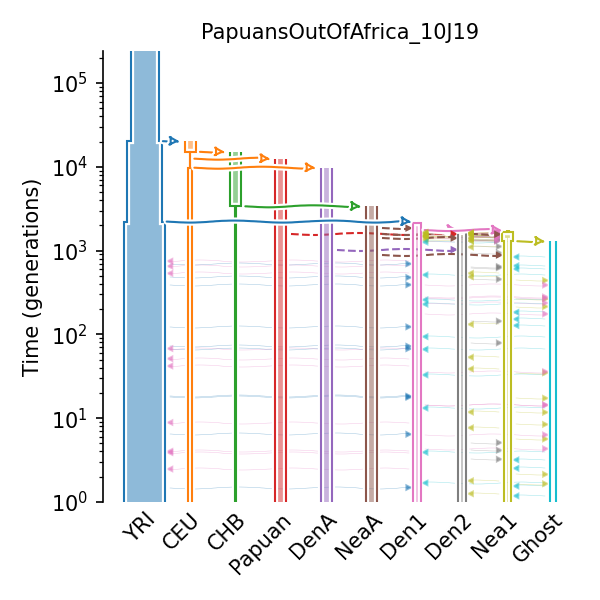 PapuansOutOfAfrica_10J19
Time (generations)
10⁵
10⁴
10³
10²
10¹
10⁰
YRI
CEU
CHB
Papuan
DenA
NeaA
Den1
Den2
Nea1
Ghost